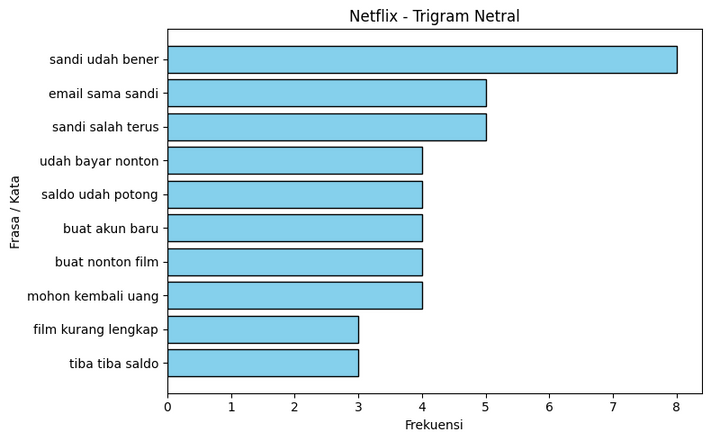 Netflix - Trigram Netral
Frasa / Kata
sandi udah bener
email sama sandi
sandi salah terus
udah bayar nonton
saldo udah potong
buat akun baru
buat nonton film
mohon kembali uang
film kurang lengkap
tiba tiba saldo
0 1 2 3 4 5 6 7 8
Frekuensi